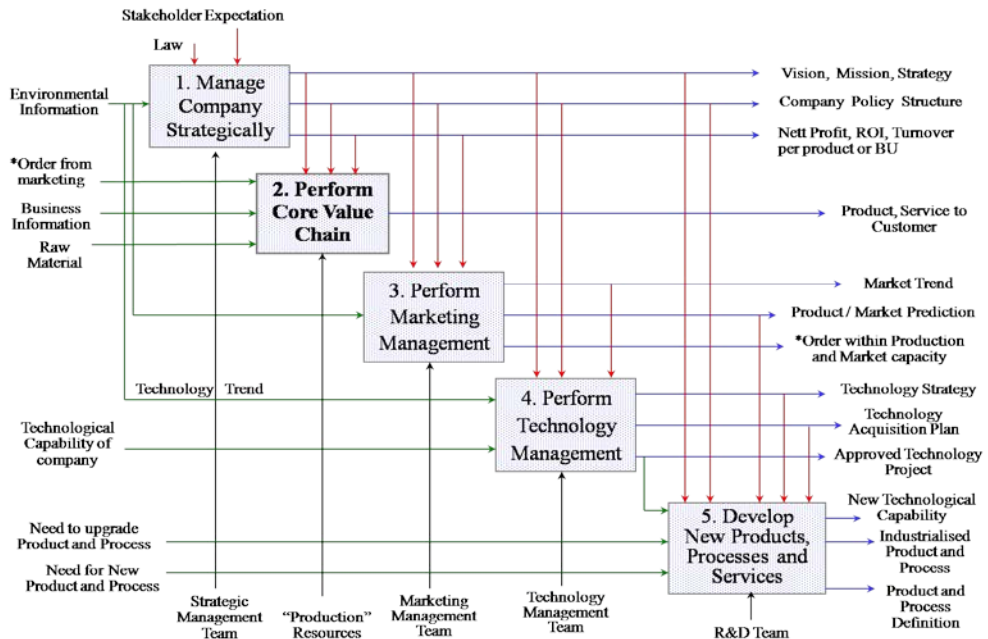 Stakeholder Expectation
Law
1. Manage
Company
Strategically
Environmental
Information
Vision, Mission, Strategy
Company Policy Structure
Nett Profit, ROI, Turnover
per product or BU
*Order from
marketing
Business
Information
Raw
Material
2. Perform
Core Value
Chain
Product, Service to
Customer
3. Perform
Marketing
Management
Market Trend
Product / Market Prediction
*Order within Production
and Market capacity
Technology Trend
Technological
Capability of
company
4. Perform
Technology
Management
Technology Strategy
Technology
Acquisition Plan
Approved Technology
Project
Need to upgrade
Product and Process
Need for New
Product and Process
5. Develop
New Products,
Processes and
Services
New Technological
Capability
Industrialised
Product and
Process
Product and
Process
Definition
Strategic
Management
Team
“Production”
Resources
Marketing
Management
Team
Technology
Management
Team
R&D Team